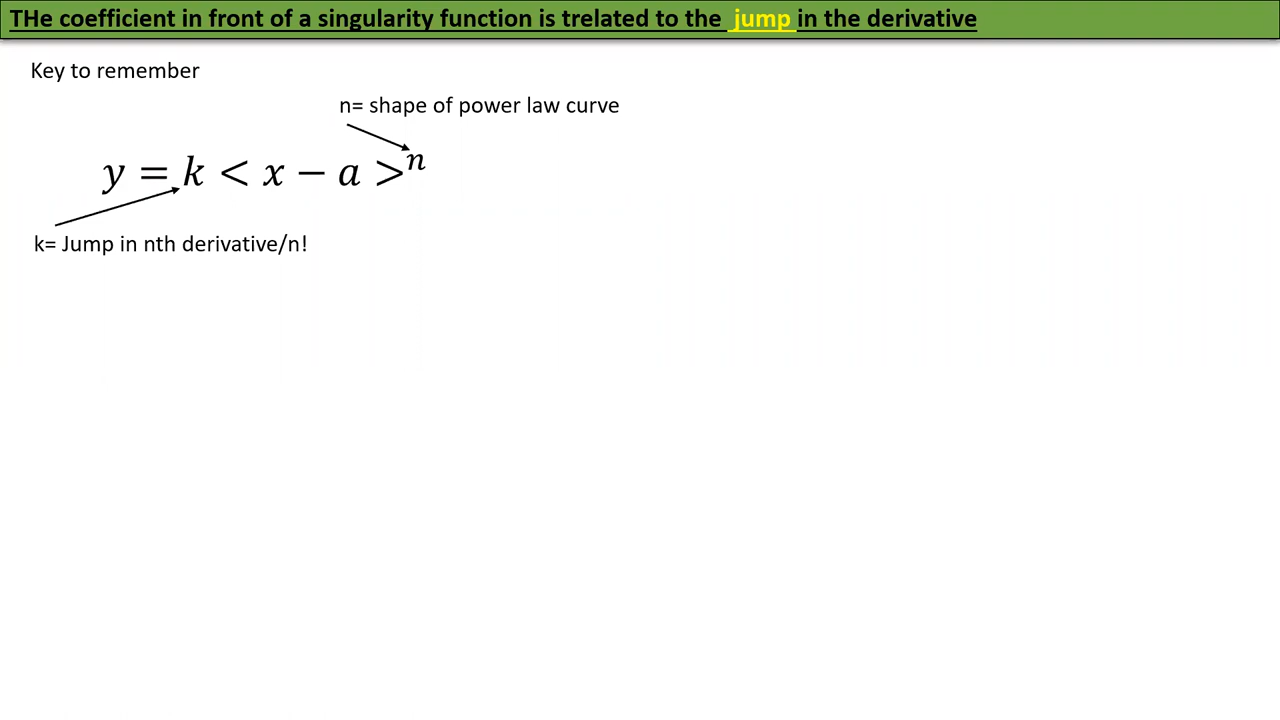 THe coefficient in front of a singularity function is trelated to the jump in the derivative
Key to remember
n= shape of power law curve
y = k < x − a >ⁿ
k= Jump in nth derivative/n!